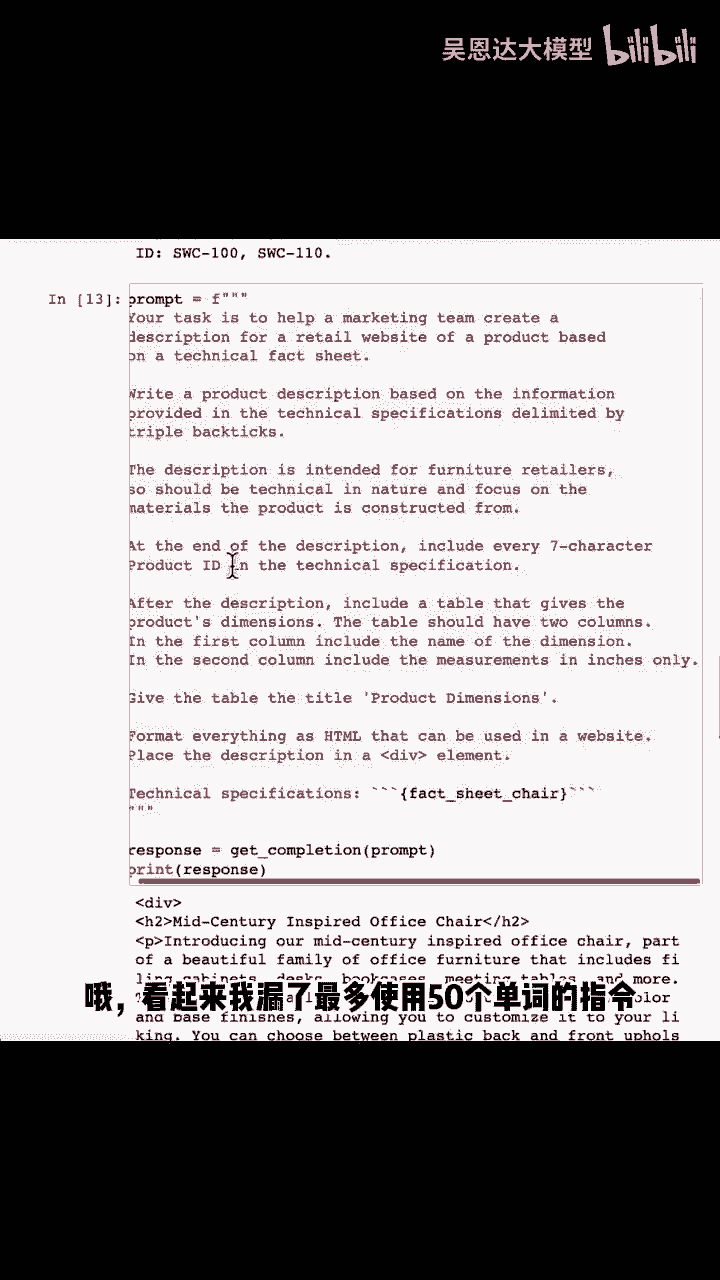 吴恩达大模型 bilibili
ID: SWC-100, SWC-110.
In [13]: prompt = f"""
Your task is to help a marketing team create a
description for a retail website of a product based
on a technical fact sheet.
Write a product description based on the information
provided in the technical specifications delimited by
triple backticks.
The description is intended for furniture retailers,
so should be technical in nature and focus on the
materials the product is constructed from.
At the end of the description, include every 7-character
Product ID in the technical specification.
After the description, include a table that gives the
product's dimensions. The table should have two columns.
In the first column include the name of the dimension.
In the second column include the measurements in inches only.
Give the table the title 'Product Dimensions'.
Format everything as HTML that can be used in a website.
Place the description in a <div> element.
Technical specifications: ```{fact_sheet_chair}```
"""
response = get_completion(prompt)
print(response)
<div>
<h2>Mid-Century Inspired Office Chair</h2>
<p>Introducing our mid-century inspired office chair, part
of a beautiful family of office furniture that includes fi
ling cabinets, desks, bookcases, meeting tables, and more.
哦，看起来我漏了最多使用50个单词的指令
and base finishes, allowing you to customize it to your li
king. You can choose between plastic back and front uphols